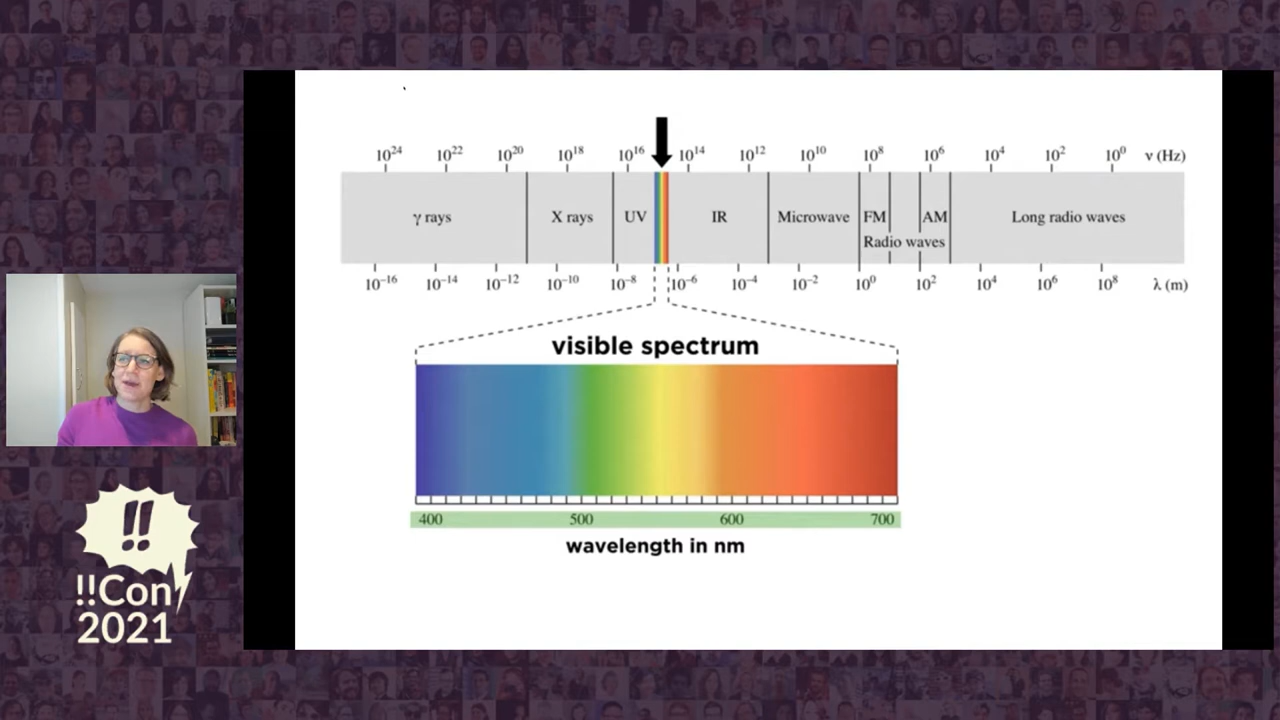 10²⁴ 10²² 10²⁰ 10¹⁸ 10¹⁶ 10¹⁴ 10¹² 10¹⁰ 10⁸ 10⁶ 10⁴ 10² 10⁰ ν (Hz)
γ rays X rays UV IR Microwave FM AM Long radio waves
Radio waves
10⁻¹⁶ 10⁻¹⁴ 10⁻¹² 10⁻¹⁰ 10⁻⁸ 10⁻⁶ 10⁻⁴ 10⁻² 10⁰ 10² 10⁴ 10⁶ 10⁸ λ (m)
visible spectrum
400 500 600 700
wavelength in nm
!!
!!Con
2021